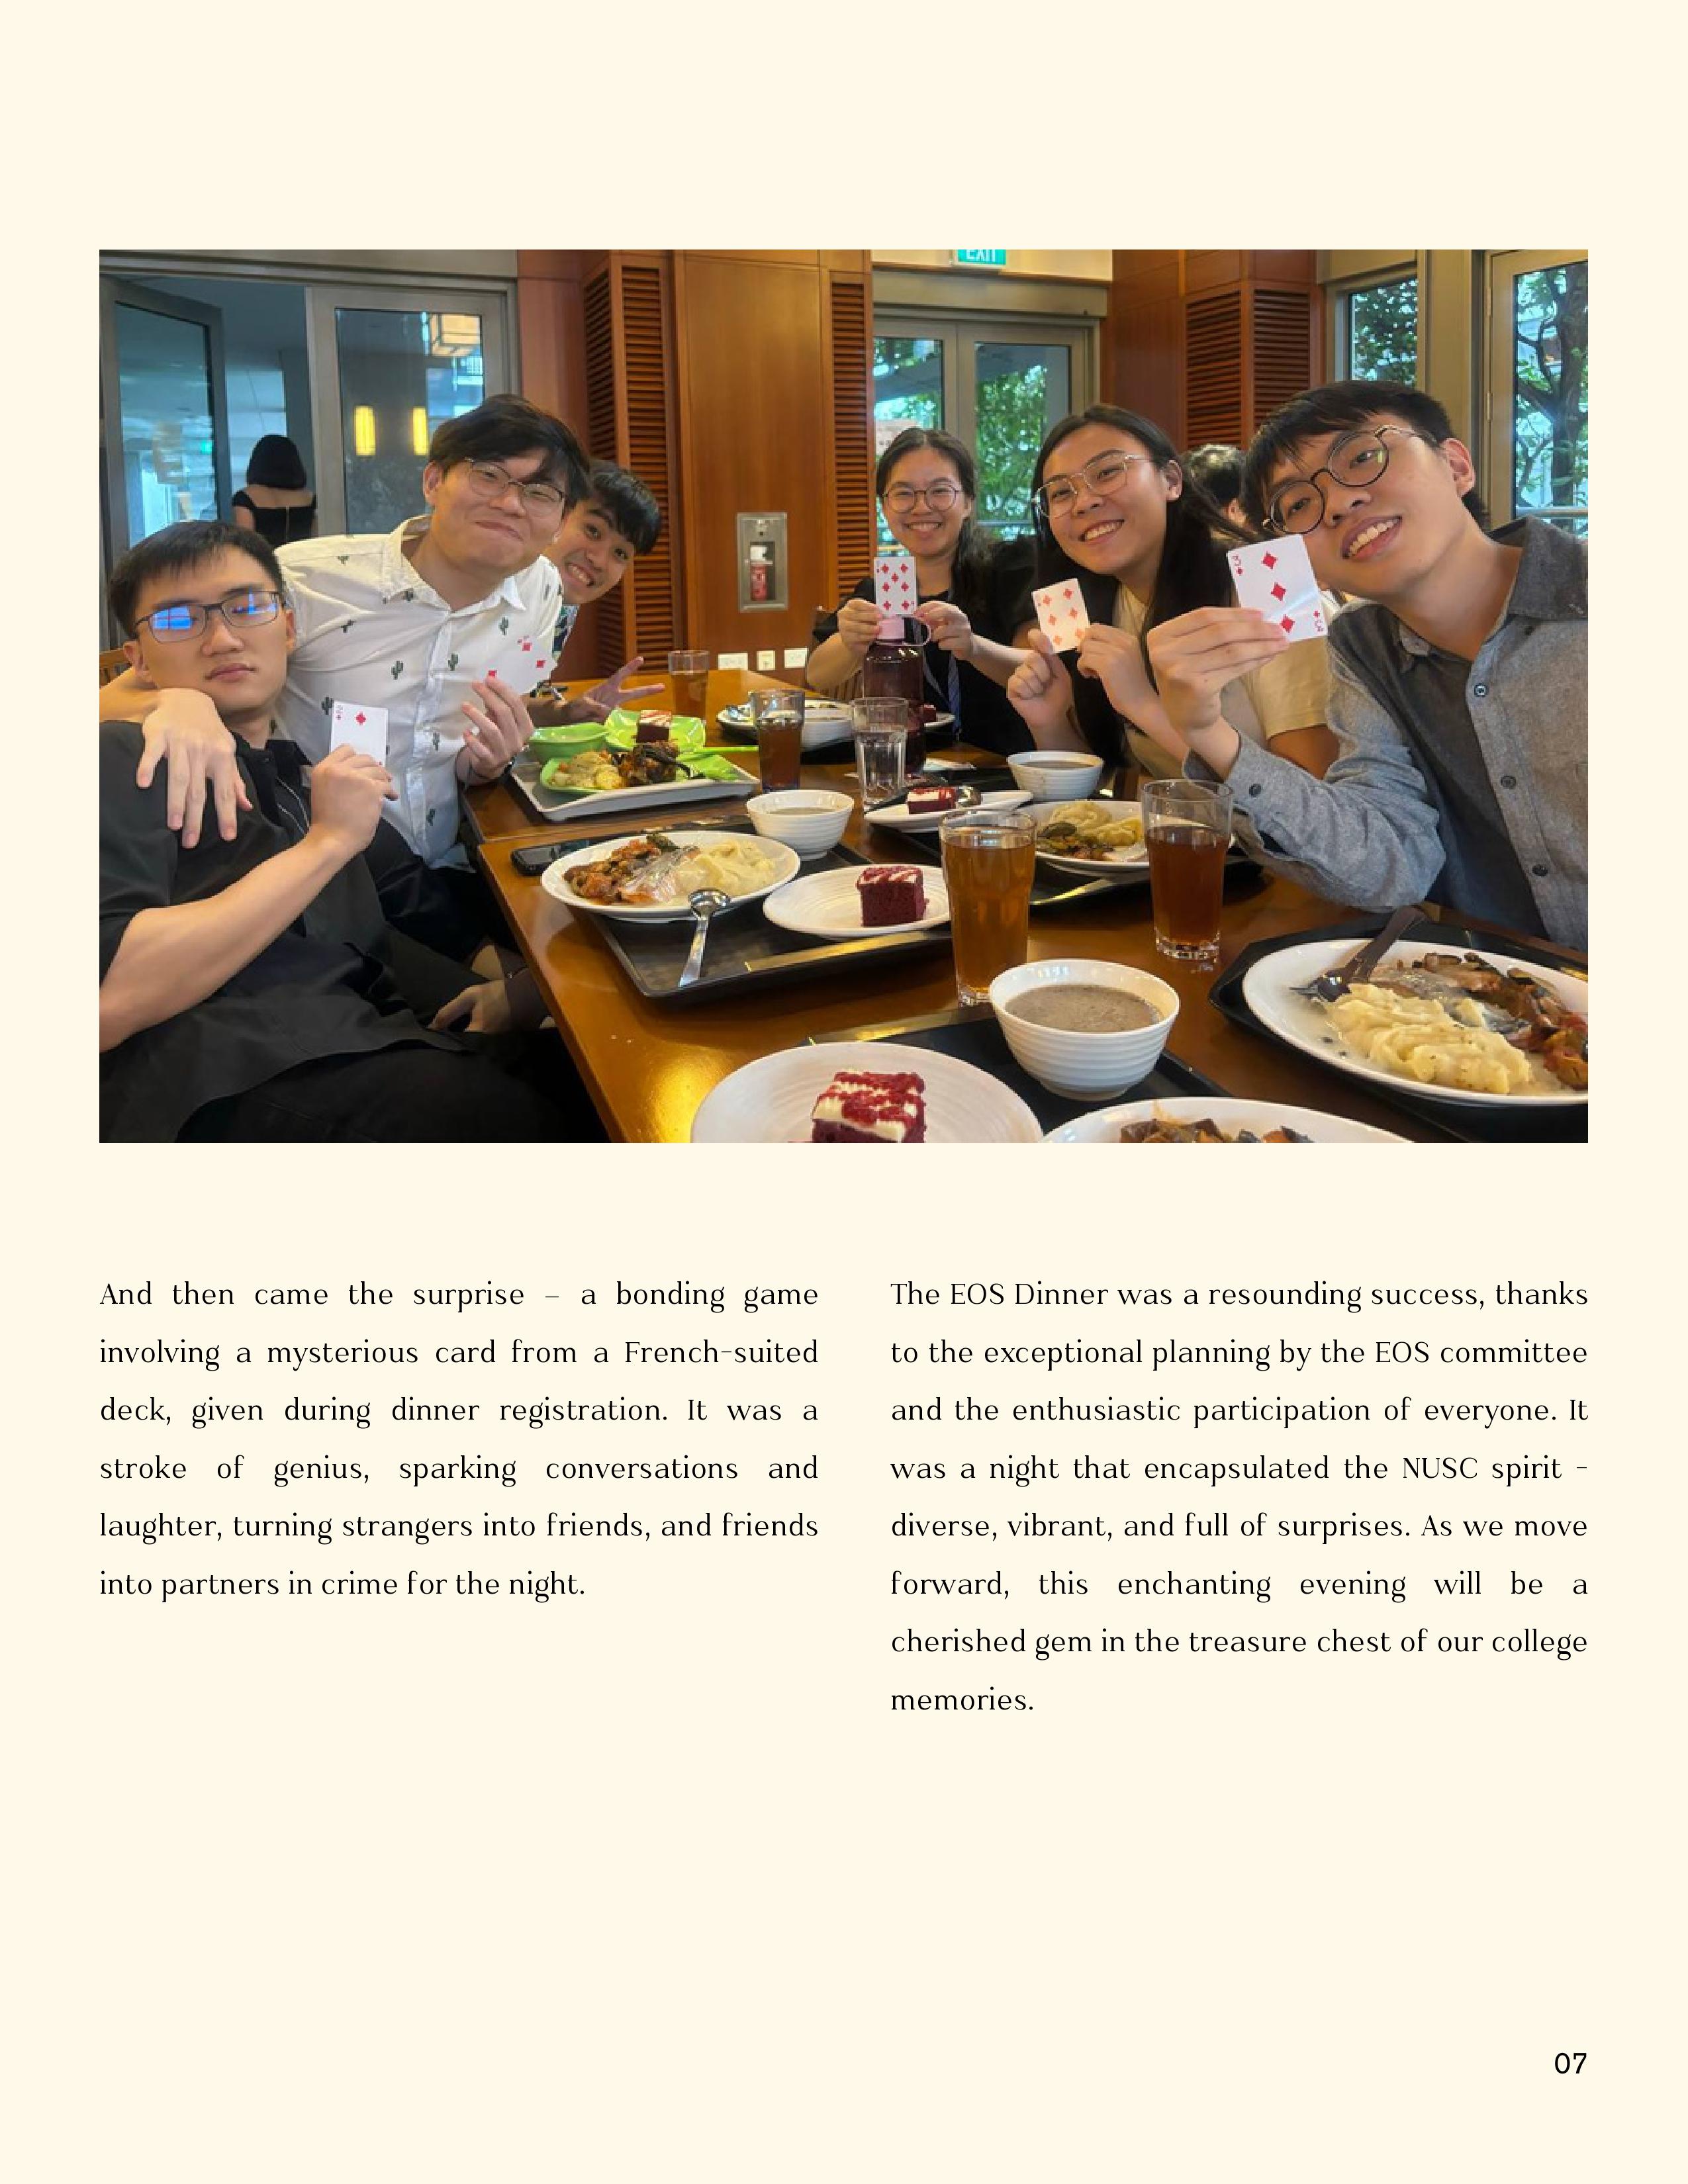 EXIT
3
3
And then came the surprise – a bonding game
involving a mysterious card from a French-suited
deck, given during dinner registration. It was a
stroke of genius, sparking conversations and
laughter, turning strangers into friends, and friends
into partners in crime for the night.
The EOS Dinner was a resounding success, thanks
to the exceptional planning by the EOS committee
and the enthusiastic participation of everyone. It
was a night that encapsulated the NUSC spirit -
diverse, vibrant, and full of surprises. As we move
forward, this enchanting evening will be a
cherished gem in the treasure chest of our college
memories.
07